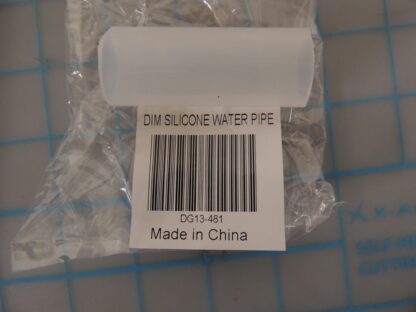 DIM SILICONE WATER PIPE
DG13-481
Made in China